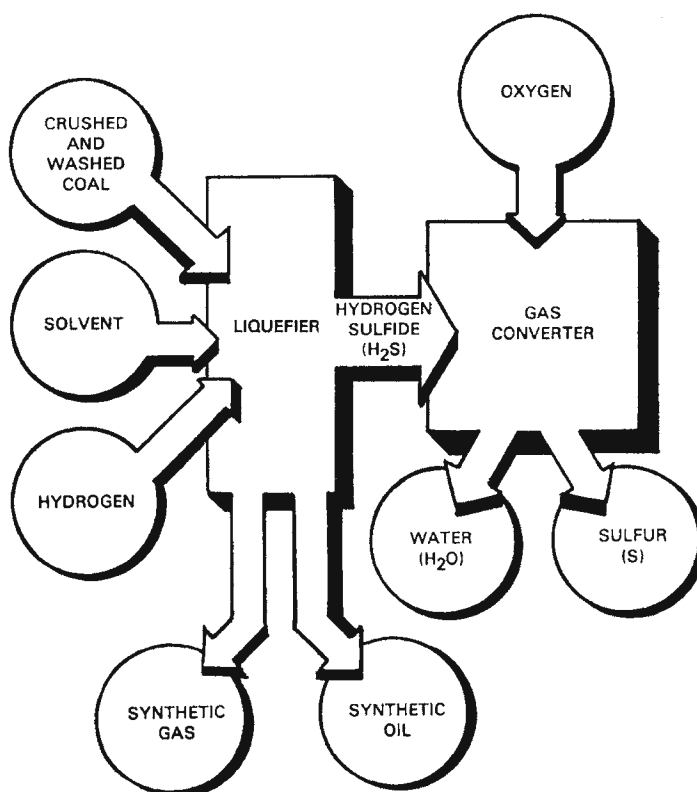 OXYGEN
CRUSHED
AND
WASHED
COAL
SOLVENT
LIQUEFIER
HYDROGEN
SULFIDE
(H₂S)
GAS
CONVERTER
HYDROGEN
WATER
(H₂O)
SULFUR
(S)
SYNTHETIC
GAS
SYNTHETIC
OIL